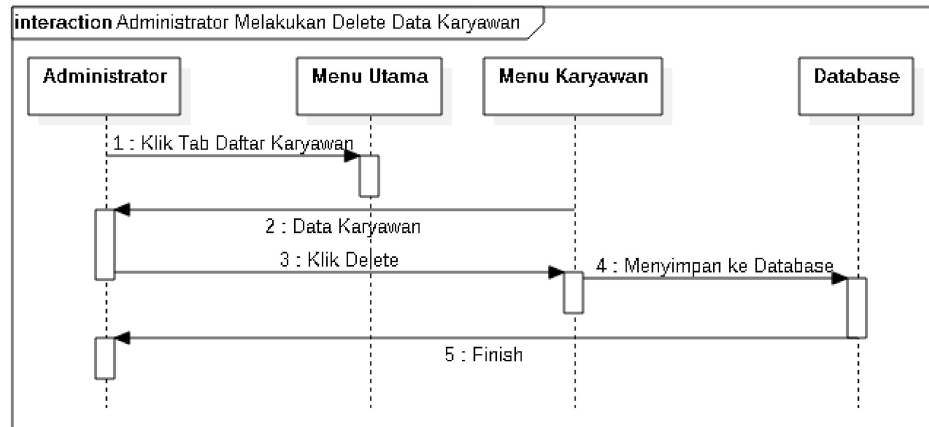 interaction Administrator Melakukan Delete Data Karyawan
Administrator
Menu Utama
Menu Karyawan
Database
1 : Klik Tab Daftar Karyawan
2 : Data Karyawan
3 : Klik Delete
4 : Menyimpan ke Database
5 : Finish